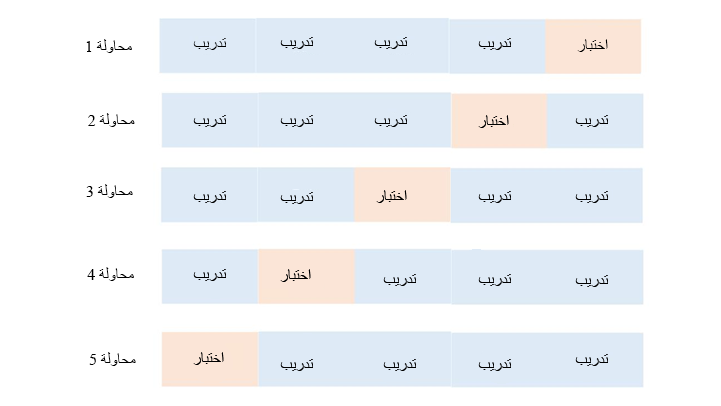 محاولة 1 تدريب تدريب تدريب تدريب اختبار
محاولة 2 تدريب تدريب تدريب اختبار تدريب
محاولة 3 تدريب تدريب اختبار تدريب تدريب
محاولة 4 تدريب اختبار تدريب تدريب تدريب
محاولة 5 اختبار تدريب تدريب تدريب تدريب